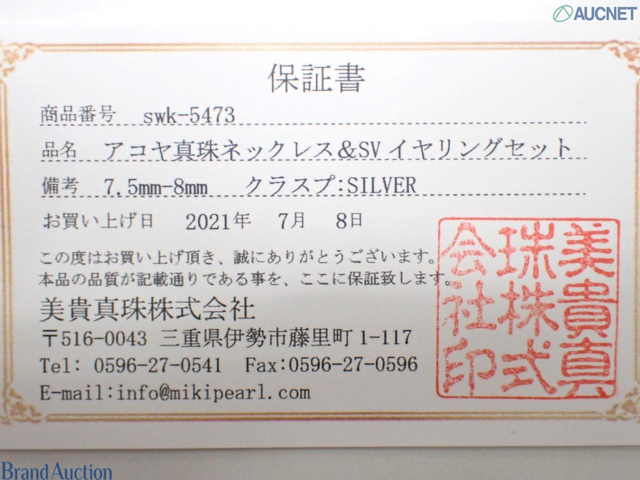 AUCNET
保証書
商品番号 swk-5473
品名 アコヤ真珠ネックレス＆SVイヤリングセット
備考 7.5mm-8mm クラスプ:SILVER
お買い上げ日 2021年 7月 8日
この度はお買い上げ頂き、誠にありがとうございます。
本品の品質が記載通りである事を、ここに保証致します。
美貴真珠株式会社
〒516-0043 三重県伊勢市藤里町1-117
Tel: 0596-27-0541 Fax:0596-27-0596
E-mail:info@mikipearl.com
美貴真
珠株式
会社印
Brand Auction